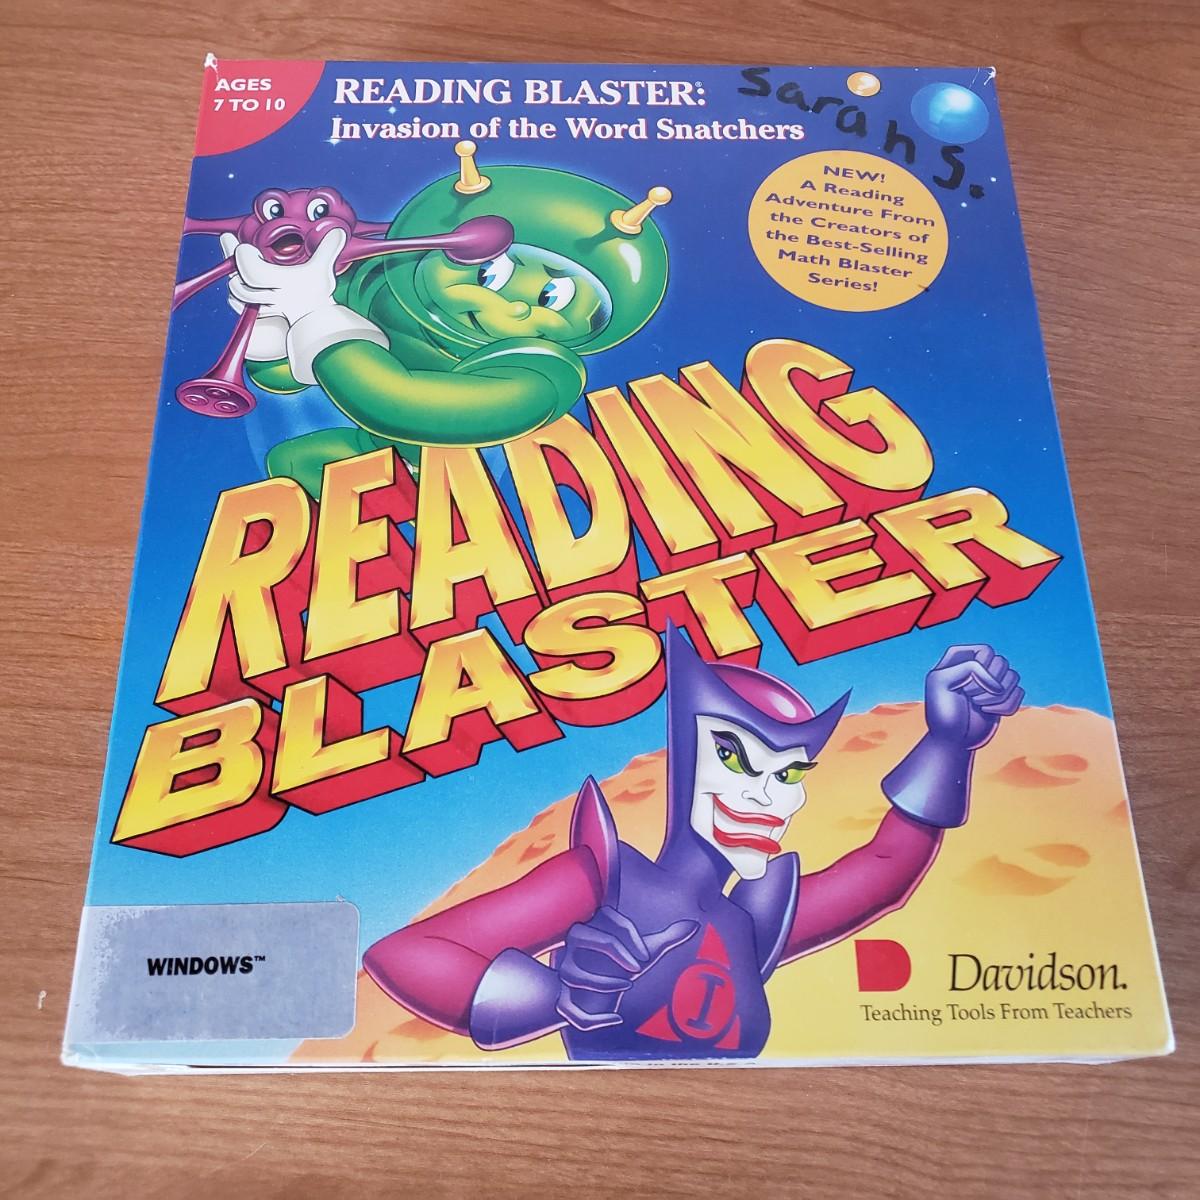 AGES
7 TO 10
READING BLASTER:
Invasion of the Word Snatchers
Sarah S.
NEW!
A Reading
Adventure From
the Creators of
the Best-Selling
Math Blaster
Series!
READING
BLASTER
I
WINDOWS™
Davidson.
Teaching Tools From Teachers